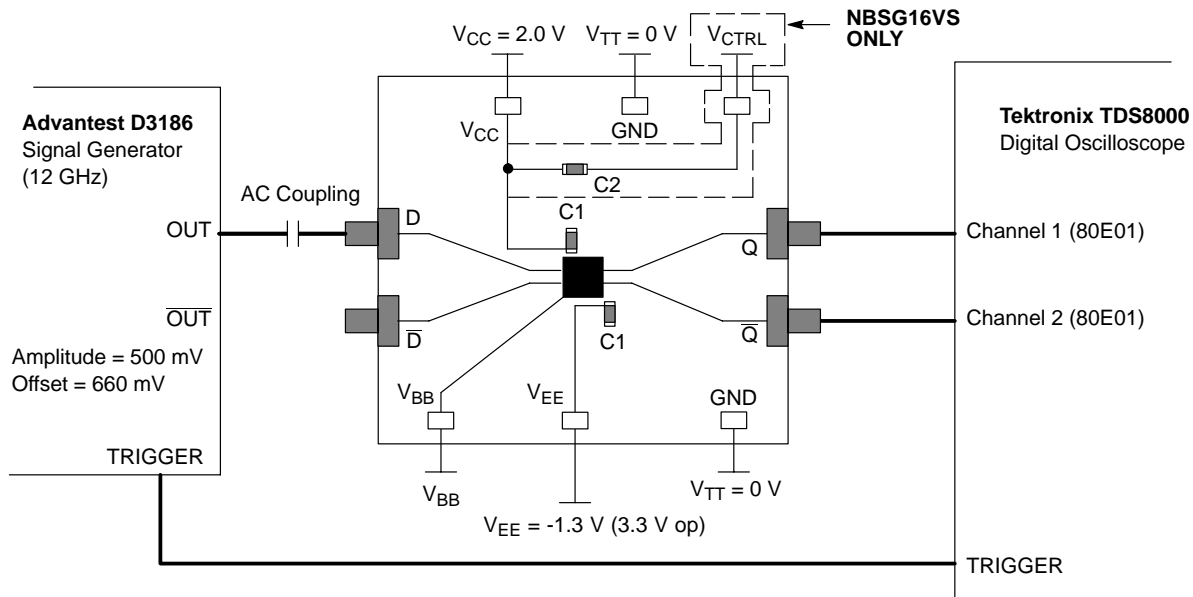 NBSG16VS
ONLY
VCC = 2.0 V
VTT = 0 V
VCTRL
Advantest D3186
Signal Generator
(12 GHz)
Tektronix TDS8000
Digital Oscilloscope
VCC
GND
C2
AC Coupling
C1
OUT
D
Q
Channel 1 (80E01)
O̅U̅T̅
D̅
Q̅
Channel 2 (80E01)
C1
Amplitude = 500 mV
Offset = 660 mV
VBB
VEE
GND
TRIGGER
VBB
VTT = 0 V
VEE = -1.3 V (3.3 V op)
TRIGGER